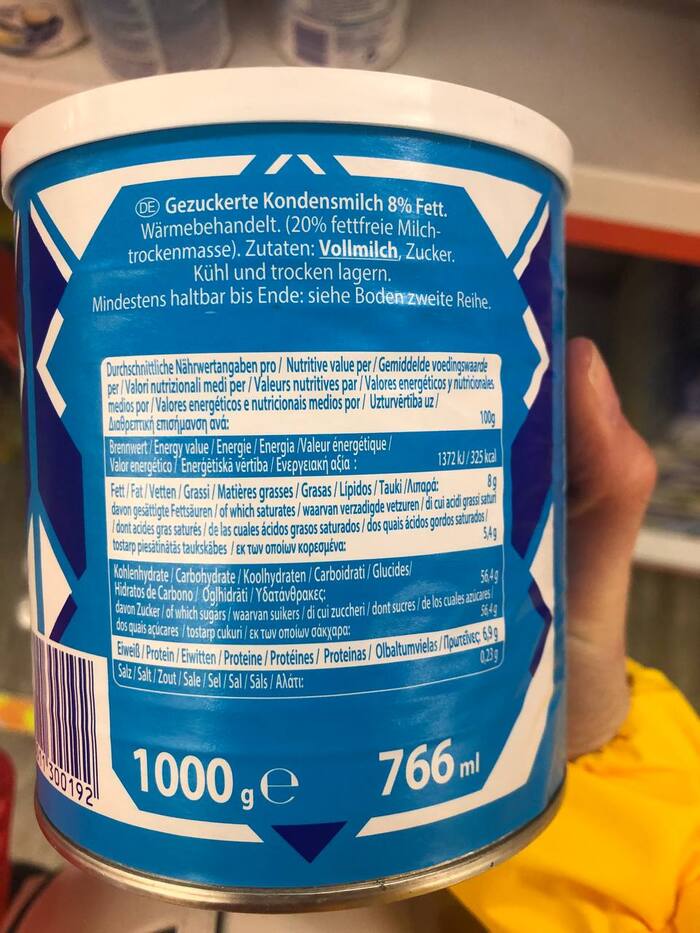 DE Gezuckerte Kondensmilch 8% Fett.
Wärmebehandelt. (20% fettfreie Milch-
trockenmasse). Zutaten: Vollmilch, Zucker.
Kühl und trocken lagern.
Mindestens haltbar bis Ende: siehe Boden zweite Reihe.
Durchschnittliche Nährwertangaben pro / Nutritive value per / Gemiddelde voedingswaarde
per / Valori nutrizionali medi per / Valeurs nutritives par / Valores energéticos y nutricionales
medios por / Valores energéticos e nutricionais medios por / Uzturvērtība uz /
Διαθρεπτική επισήμανση ανά: 100g
Brennwert / Energy value / Energie / Energia /Valeur énergétique /
Valor energético / Enerģētiskā vērtība / Ενεργειακή αξία : 1372 kJ / 325 kcal
Fett / Fat / Vetten / Grassi / Matières grasses / Grasas / Lípidos / Tauki /Λιπαρά: 8 g
davon gesättigte Fettsäuren / of which saturates / waarvan verzadigde vetzuren / di cui acidi grassi saturi
/ dont acides gras saturés / de las cuales ácidos grasos saturados / dos quais ácidos gordos saturados /
tostarp piesātinātās taukskābes / εκ των οποίων κορεσμένα: 5,4 g
Kohlenhydrate / Carbohydrate / Koolhydraten / Carboidrati / Glucides/
Hidratos de Carbono / Ogļhidrāti / Υδατάνθρακες: 56,4 g
davon Zucker / of which sugars / waarvan suikers / di cui zuccheri / dont sucres / de los cuales azúcares /
dos quais açúcares / tostarp cukuri / εκ των οποίων σάκχαρα: 56,4 g
Eiweiß / Protein / Eiwitten / Proteine / Protéines / Proteinas / Olbaltumvielas / Πρωτεΐνες: 6,9 g
Salz / Salt / Zout / Sale / Sel / Sal / Sāls / Αλάτι: 0,23 g
300192
1000 g e 766 ml